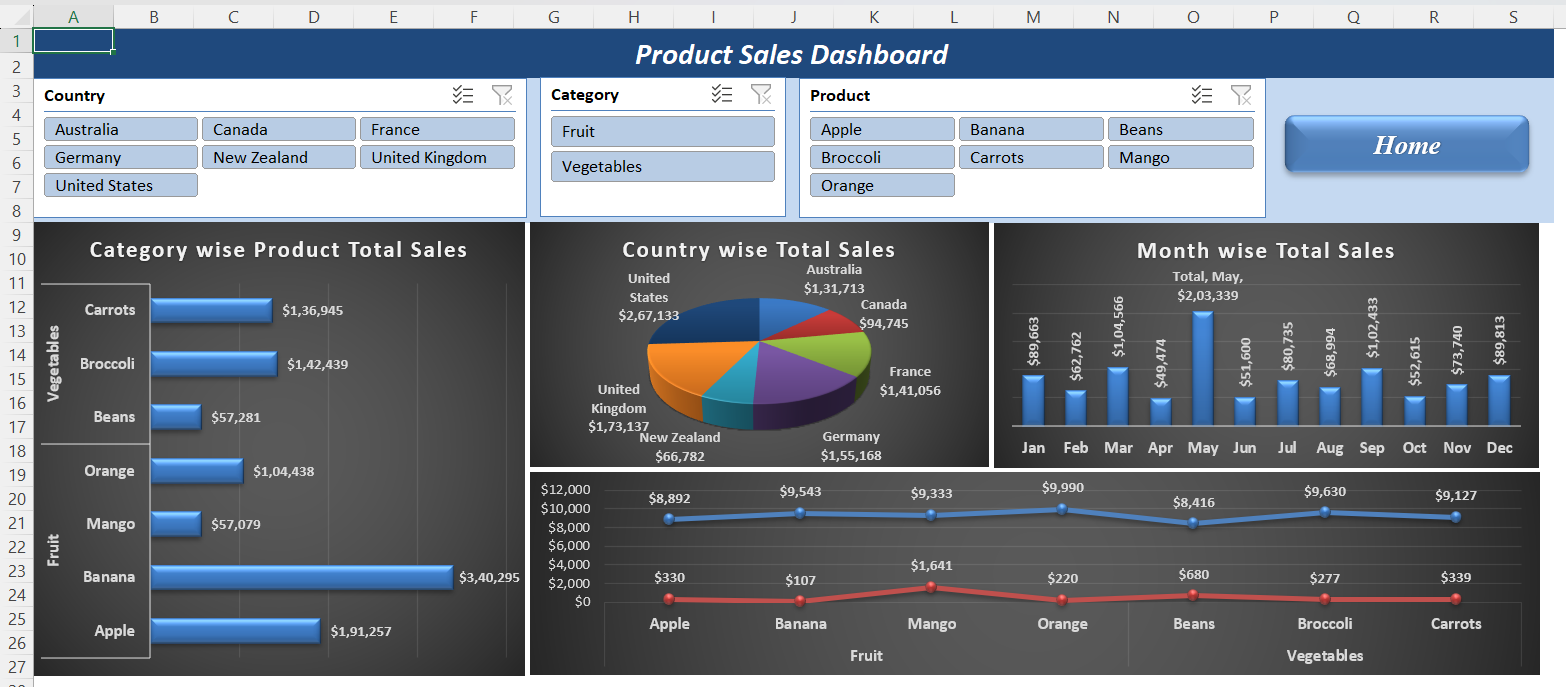 A B C D E F G H I J K L M N O P Q R S
1
2
3
4
5
6
7
8
9
10
11
12
13
14
15
16
17
18
19
20
21
22
23
24
25
26
27
Product Sales Dashboard
Country
Australia Canada France
Germany New Zealand United Kingdom
United States
Category
Fruit
Vegetables
Product
Apple Banana Beans
Broccoli Carrots Mango
Orange
Home
Category wise Product Total Sales
Vegetables
Carrots $1,36,945
Broccoli $1,42,439
Beans $57,281
Fruit
Orange $1,04,438
Mango $57,079
Banana $3,40,295
Apple $1,91,257
Country wise Total Sales
Australia
$1,31,713
Canada
$94,745
France
$1,41,056
Germany
$1,55,168
New Zealand
$66,782
United
Kingdom
$1,73,137
United
States
$2,67,133
Month wise Total Sales
Total, May,
$2,03,339
$89,663
$62,762
$1,04,566
$49,474
$51,600
$80,735
$68,994
$1,02,433
$52,615
$73,740
$89,813
Jan Feb Mar Apr May Jun Jul Aug Sep Oct Nov Dec
$12,000
$10,000
$8,000
$6,000
$4,000
$2,000
$0
$8,892 $9,543 $9,333 $9,990 $8,416 $9,630 $9,127
$330 $107 $1,641 $220 $680 $277 $339
Apple Banana Mango Orange Beans Broccoli Carrots
Fruit Vegetables